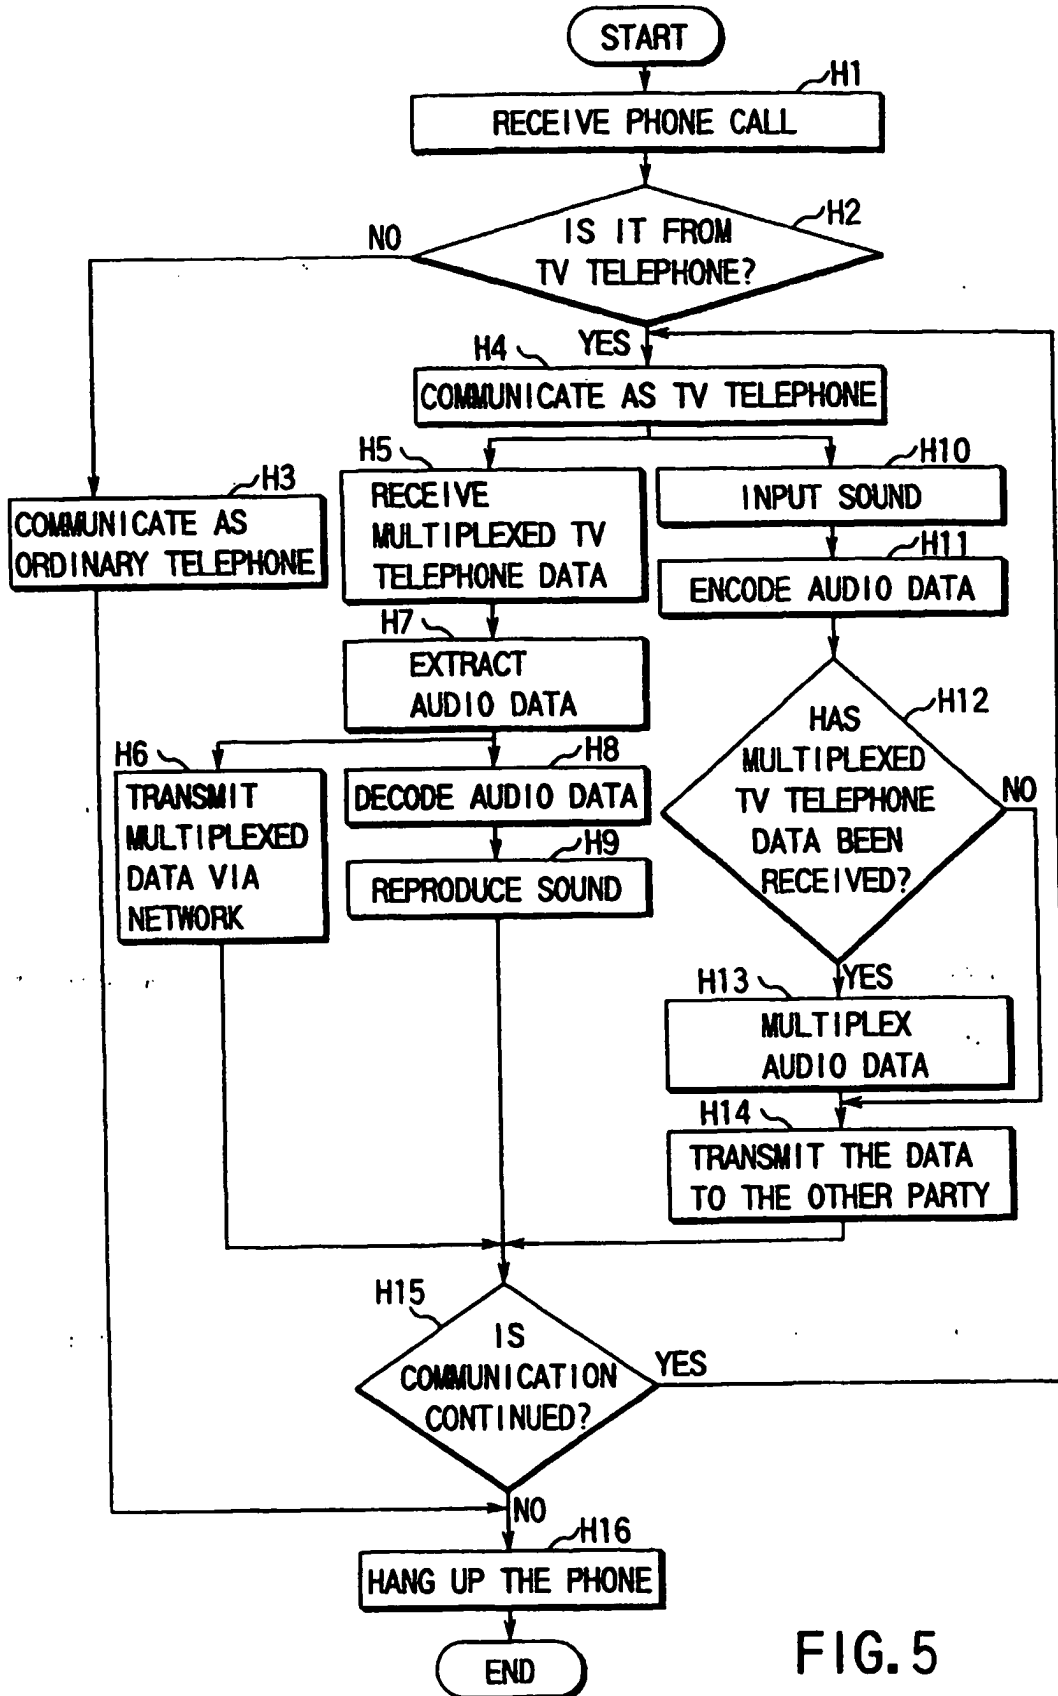 START
H1
RECEIVE PHONE CALL
H2
IS IT FROM
TV TELEPHONE?
NO
YES
H4
COMMUNICATE AS TV TELEPHONE
H3
COMMUNICATE AS
ORDINARY TELEPHONE
H5
RECEIVE
MULTIPLEXED TV
TELEPHONE DATA
H10
INPUT SOUND
H11
ENCODE AUDIO DATA
H7
EXTRACT
AUDIO DATA
H12
HAS
MULTIPLEXED
TV TELEPHONE
DATA BEEN
RECEIVED?
NO
H6
TRANSMIT
MULTIPLEXED
DATA VIA
NETWORK
H8
DECODE AUDIO DATA
H9
REPRODUCE SOUND
YES
H13
MULTIPLEX
AUDIO DATA
H14
TRANSMIT THE DATA
TO THE OTHER PARTY
H15
IS
COMMUNICATION
CONTINUED?
YES
NO
H16
HANG UP THE PHONE
END
FIG. 5